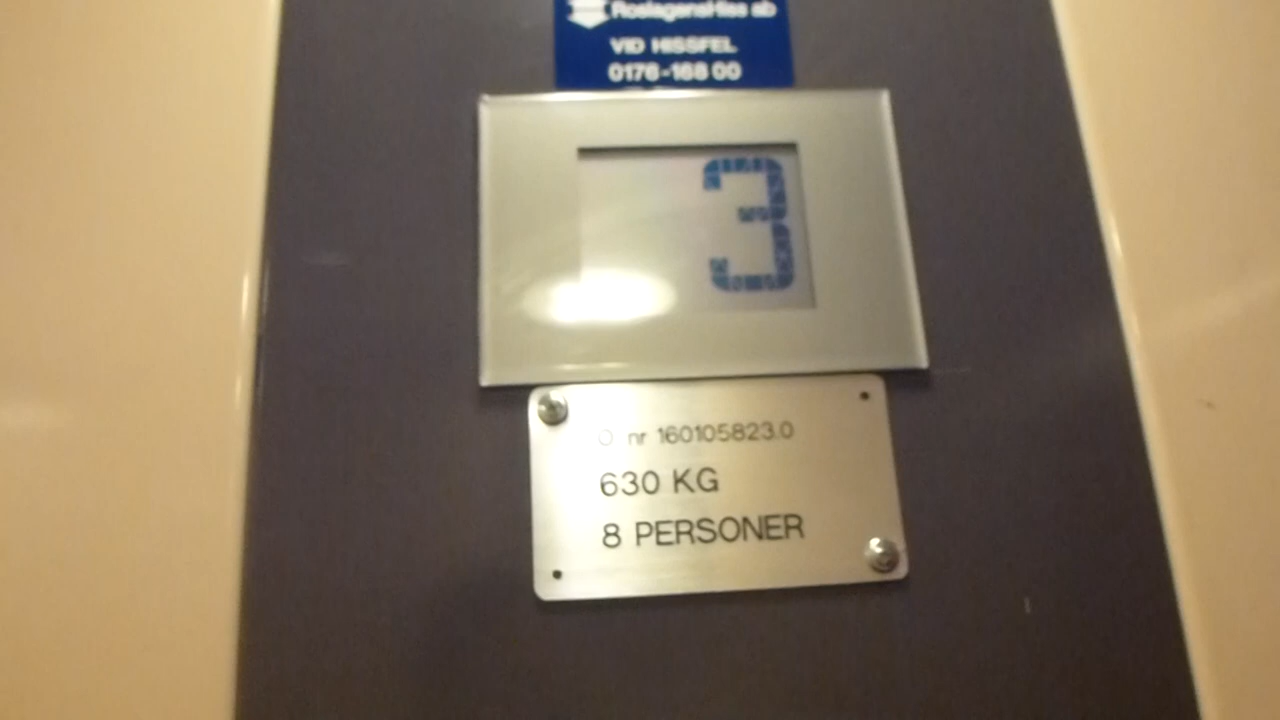 RoslagensHiss ab
VID HISSFEL
0176-168 00
3
nr 160105823.0
630 KG
8 PERSONER